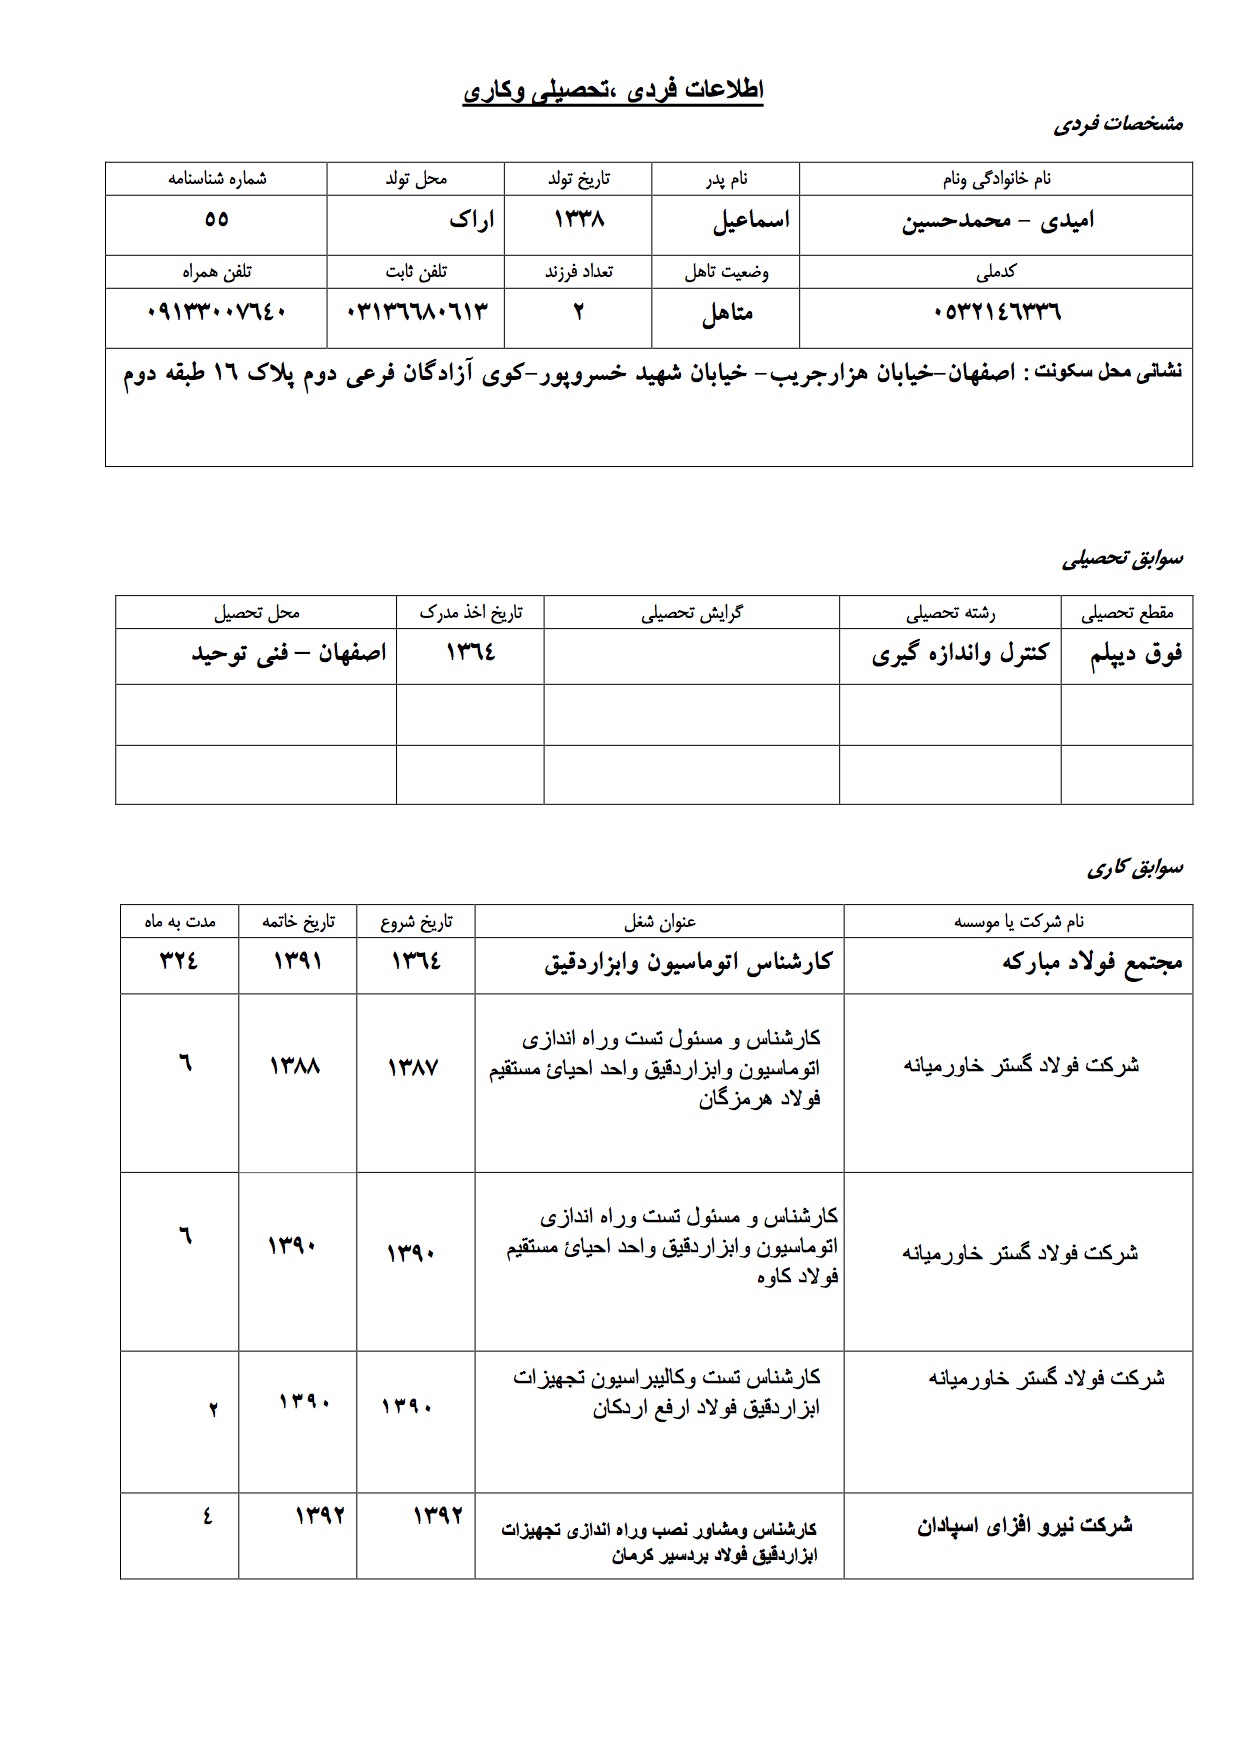 اطلاعات فردی ،تحصیلی وکاری
مشخصات فردی
نام خانوادگی ونام	نام پدر	تاریخ تولد	محل تولد	شماره شناسنامه
امیدی – محمدحسین	اسماعیل	۱۳۳۸	اراک	۵۵
کدملی	وضعیت تاهل	تعداد فرزند	تلفن ثابت	تلفن همراه
۰۵۳۲۱۴۶۳۳۶	متاهل	۲	۰۳۱۳۶۶۸۰۶۱۳	۰۹۱۳۳۰۰۷۶۴۰
نشانی محل سکونت : اصفهان–خیابان هزارجریب– خیابان شهید خسروپور–کوی آزادگان فرعی دوم پلاک ۱۶ طبقه دوم
سوابق تحصیلی
مقطع تحصیلی	رشته تحصیلی	گرایش تحصیلی	تاریخ اخذ مدرک	محل تحصیل
فوق دیپلم	کنترل واندازه گیری	۱۳۶۴	اصفهان – فنی توحید
سوابق کاری
نام شرکت یا موسسه	عنوان شغل	تاریخ شروع	تاریخ خاتمه	مدت به ماه
مجتمع فولاد مبارکه	کارشناس اتوماسیون وابزاردقیق	۱۳۶۴	۱۳۹۱	۳۲۴
کارشناس و مسئول تست وراه اندازی
شرکت فولاد گستر خاورمیانه	اتوماسیون وابزاردقیق واحد احیائ مستقیم	۱۳۸۷	۱۳۸۸	۶
فولاد هرمزگان
کارشناس و مسئول تست وراه اندازی
شرکت فولاد گستر خاورمیانه	اتوماسیون وابزاردقیق واحد احیائ مستقیم	۱۳۹۰	۱۳۹۰	۶
فولاد کاوه
شرکت فولاد گستر خاورمیانه	کارشناس تست وکالیبراسیون تجهیزات
ابزاردقیق فولاد ارفع اردکان	۱۳۹۰	۱۳۹۰	۲
شرکت نیرو افزای اسپادان	کارشناس ومشاور نصب وراه اندازی تجهیزات	۱۳۹۲	۱۳۹۲	۴
ابزاردقیق فولاد بردسیر کرمان